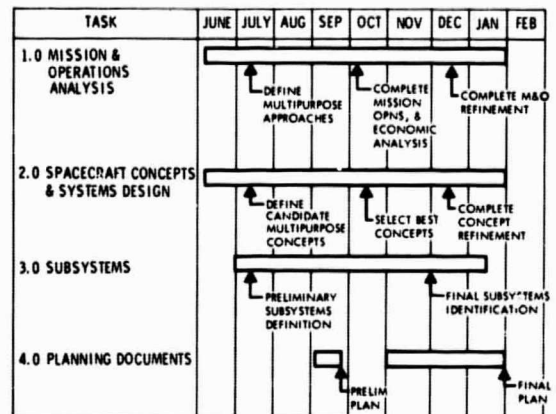 TASK JUNE JULY AUG SEP OCT NOV DEC JAN FEB
1.0 MISSION &
OPERATIONS
ANALYSIS
DEFINE
MULTIPURPOSE
APPROACHES
COMPLETE
MISSION
OPNS, &
ECONOMIC
ANALYSIS
COMPLETE M&O
REFINEMENT
2.0 SPACECRAFT CONCEPTS
& SYSTEMS DESIGN
DEFINE
CANDIDATE
MULTIPURPOSE
CONCEPTS
SELECT BEST
CONCEPTS
COMPLETE
CONCEPT
REFINEMENT
3.0 SUBSYSTEMS
PRELIMINARY
SUBSYSTEMS
DEFINITION
FINAL SUBSYSTEMS
IDENTIFICATION
4.0 PLANNING DOCUMENTS
PRELIM
PLAN
FINAL
PLAN